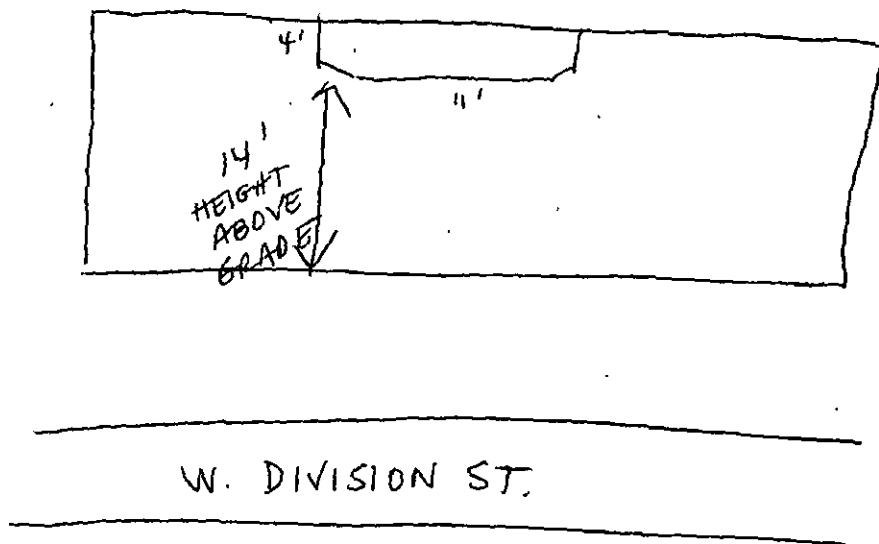 4'
11'
14'
HEIGHT
ABOVE
GRADE
W. DIVISION ST.